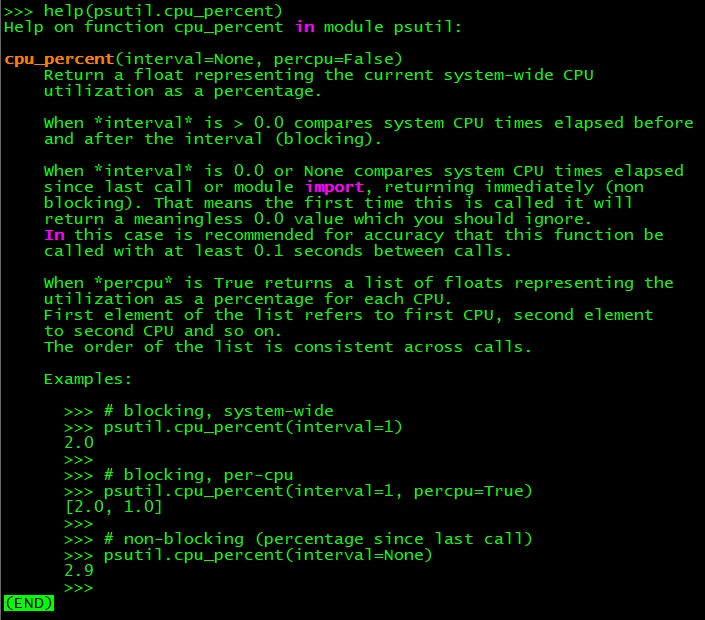 >>> help(psutil.cpu_percent)
Help on function cpu_percent in module psutil:
cpu_percent(interval=None, percpu=False)
Return a float representing the current system-wide CPU
utilization as a percentage.
When *interval* is > 0.0 compares system CPU times elapsed before
and after the interval (blocking).
When *interval* is 0.0 or None compares system CPU times elapsed
since last call or module import, returning immediately (non
blocking). That means the first time this is called it will
return a meaningless 0.0 value which you should ignore.
In this case is recommended for accuracy that this function be
called with at least 0.1 seconds between calls.
When *percpu* is True returns a list of floats representing the
utilization as a percentage for each CPU.
First element of the list refers to first CPU, second element
to second CPU and so on.
The order of the list is consistent across calls.
Examples:
>>> # blocking, system-wide
>>> psutil.cpu_percent(interval=1)
2.0
>>>
>>> # blocking, per-cpu
>>> psutil.cpu_percent(interval=1, percpu=True)
[2.0, 1.0]
>>>
>>> # non-blocking (percentage since last call)
>>> psutil.cpu_percent(interval=None)
2.9
>>>
(END)